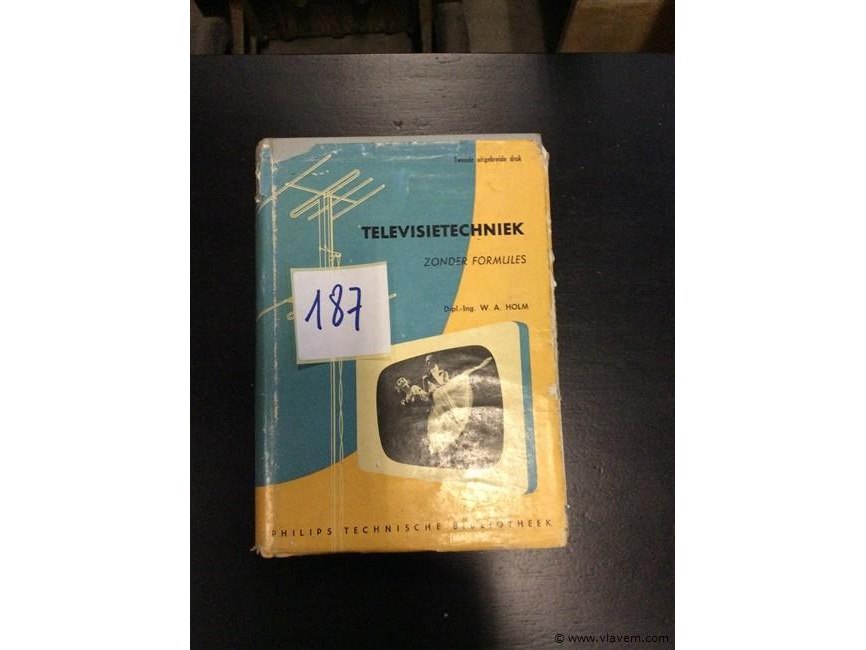 Tweede uitgebreide druk
TELEVISIETECHNIEK
ZONDER FORMULES
187
Dipl.-Ing. W. A. HOLM
PHILIPS TECHNISCHE BIBLIOTHEEK
© www.vlavem.com